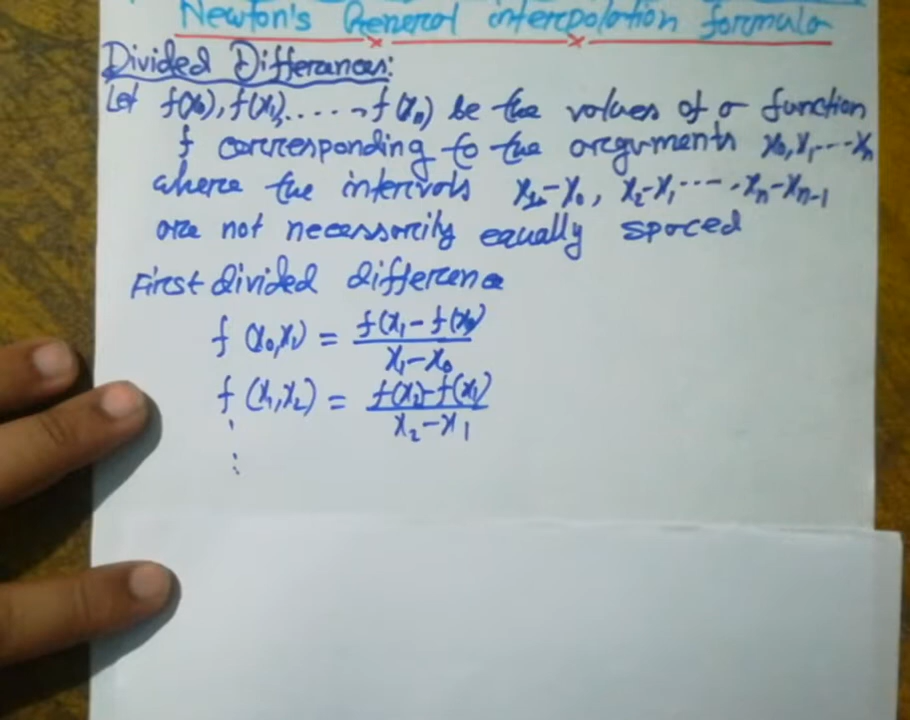 Newton's General interpolation formula
Divided Differances:
Let f(x₀), f(x₁), ....., f(xₙ) be the values of a function
f corresponding to the arguments x₀, x₁, ... xₙ
where the intervals x₁-x₀, x₂-x₁ ...., xₙ-xₙ₋₁
are not necessarily equally spaced
First divided difference
f (x₀,x₁) = f(x₁ - f(x₀) / x₁-x₀
f (x₁,x₂) = f(x₂)-f(x₁) / x₂-x₁
⋮